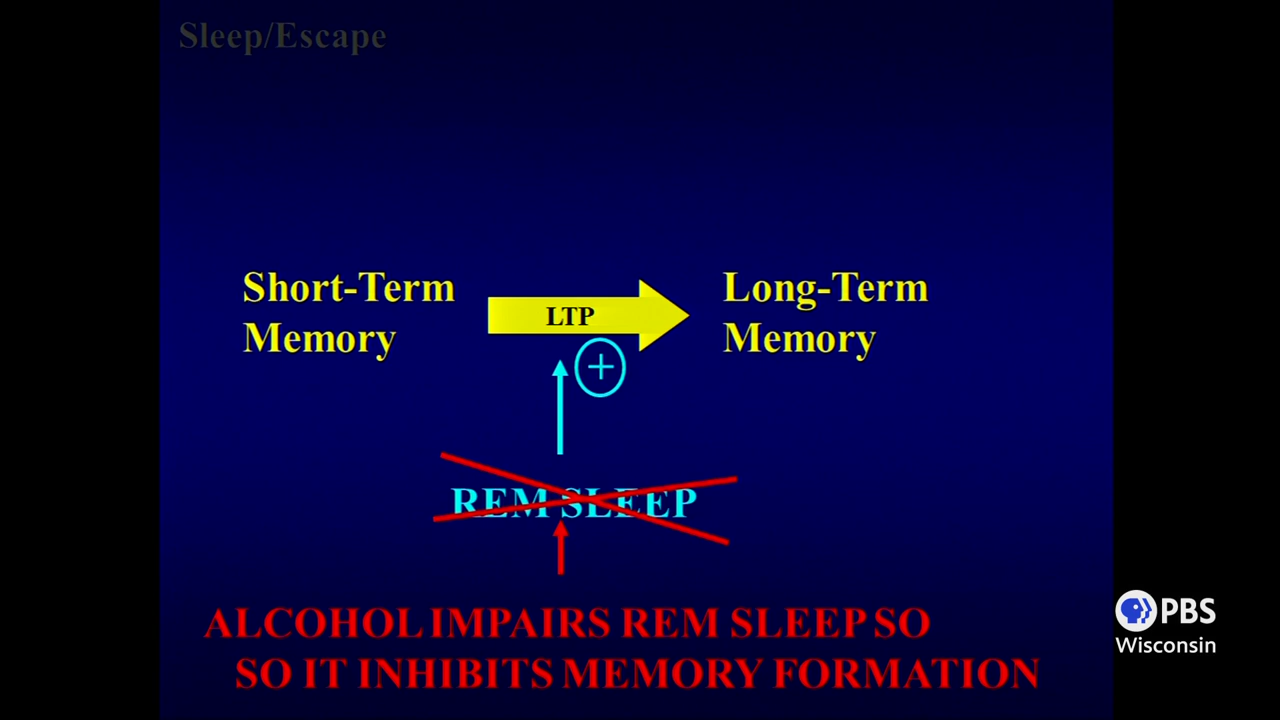 Sleep/Escape
Short-Term
Memory
LTP
Long-Term
Memory
+
REM SLEEP
ALCOHOL IMPAIRS REM SLEEP SO
SO IT INHIBITS MEMORY FORMATION
PBS
Wisconsin